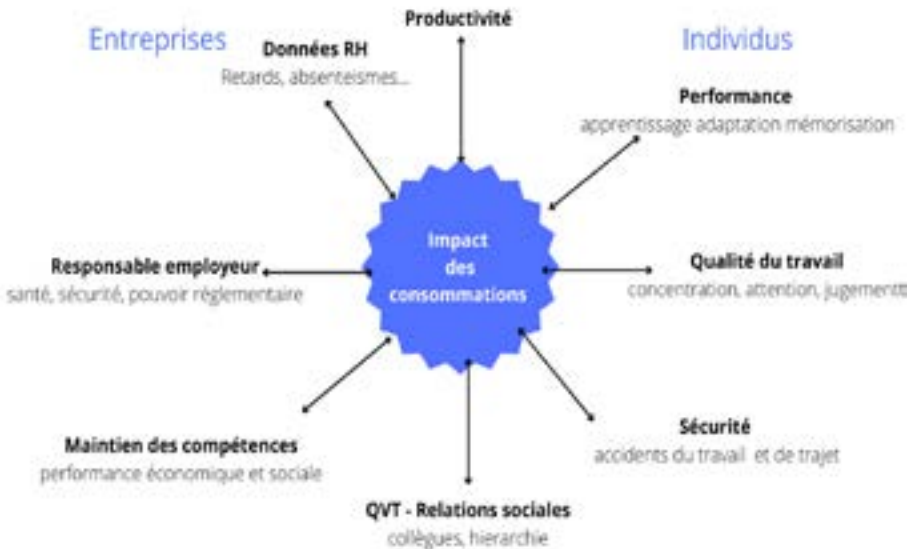 Productivité
Entreprises
Individus
Données RH
Retards, absenteismes...
Performance
apprentissage adaptation mémorisation
Impact
des
consommations
Responsable employeur
santé, sécurité, pouvoir règlementaire
Qualité du travail
concentration, attention, jugementt
Maintien des compétences
performance économique et sociale
Sécurité
accidents du travail et de trajet
QVT - Relations sociales
collègues, hierarchie